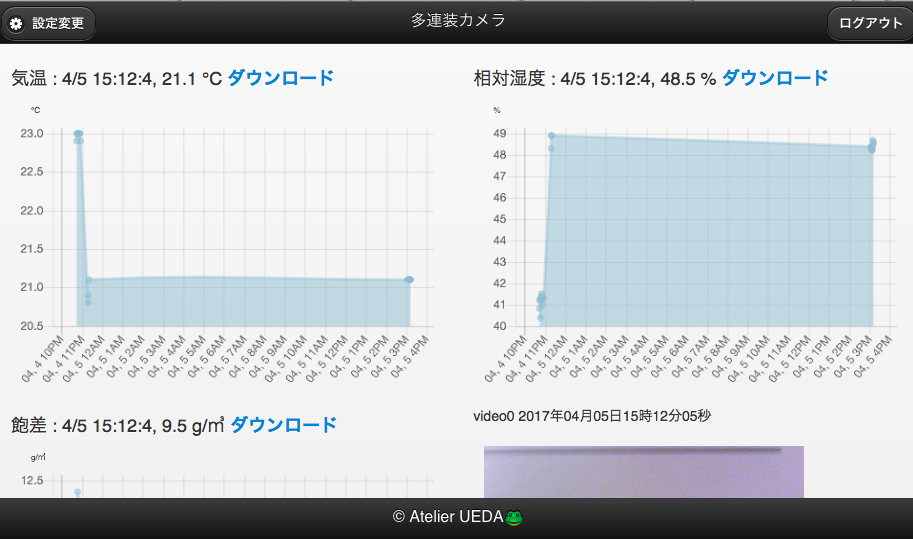 設定変更
多連装カメラ
ログアウト
気温 : 4/5 15:12:4, 21.1 ℃ ダウンロード
℃
23.0
22.5
22.0
21.5
21.0
20.5
04, 4 10PM
04, 4 11PM
04, 5 12AM
04, 5 1AM
04, 5 2AM
04, 5 3AM
04, 5 4AM
04, 5 5AM
04, 5 6AM
04, 5 7AM
04, 5 8AM
04, 5 9AM
04, 5 10AM
04, 5 11AM
04, 5 12PM
04, 5 1PM
04, 5 2PM
04, 5 3PM
04, 5 4PM
相対湿度 : 4/5 15:12:4, 48.5 % ダウンロード
%
49
48
47
46
45
44
43
42
41
40
04, 4 10PM
04, 4 11PM
04, 5 12AM
04, 5 1AM
04, 5 2AM
04, 5 3AM
04, 5 4AM
04, 5 5AM
04, 5 6AM
04, 5 7AM
04, 5 8AM
04, 5 9AM
04, 5 10AM
04, 5 11AM
04, 5 12PM
04, 5 1PM
04, 5 2PM
04, 5 3PM
04, 5 4PM
飽差 : 4/5 15:12:4, 9.5 g/㎥ ダウンロード
g/㎥
12.5
video0 2017年04月05日15時12分05秒
© Atelier UEDA🐸